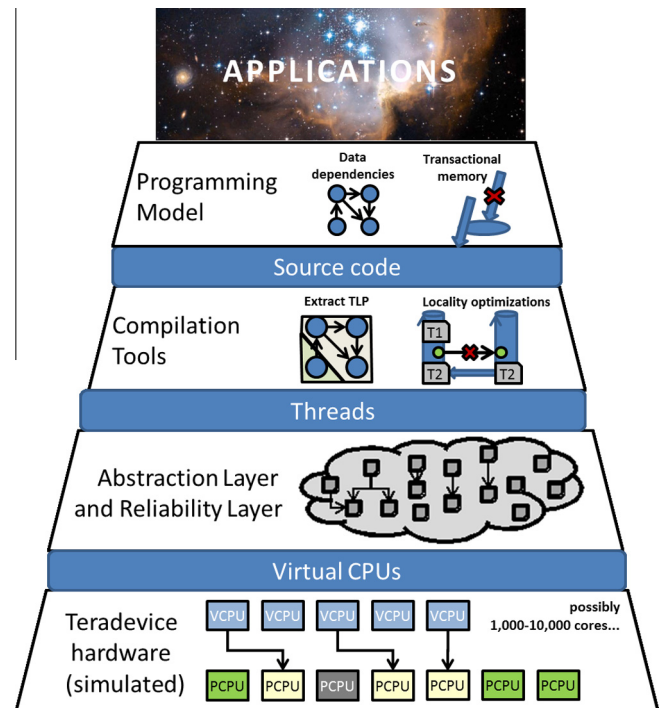 APPLICATIONS
Programming
Model
Data
dependencies
Transactional
memory
Source code
Compilation
Tools
Extract TLP
Locality optimizations
T1
T2
T2
Threads
Abstraction Layer
and Reliability Layer
Virtual CPUs
Teradevice
hardware
(simulated)
VCPU VCPU VCPU VCPU VCPU
possibly
1,000-10,000 cores...
PCPU PCPU PCPU PCPU PCPU PCPU PCPU